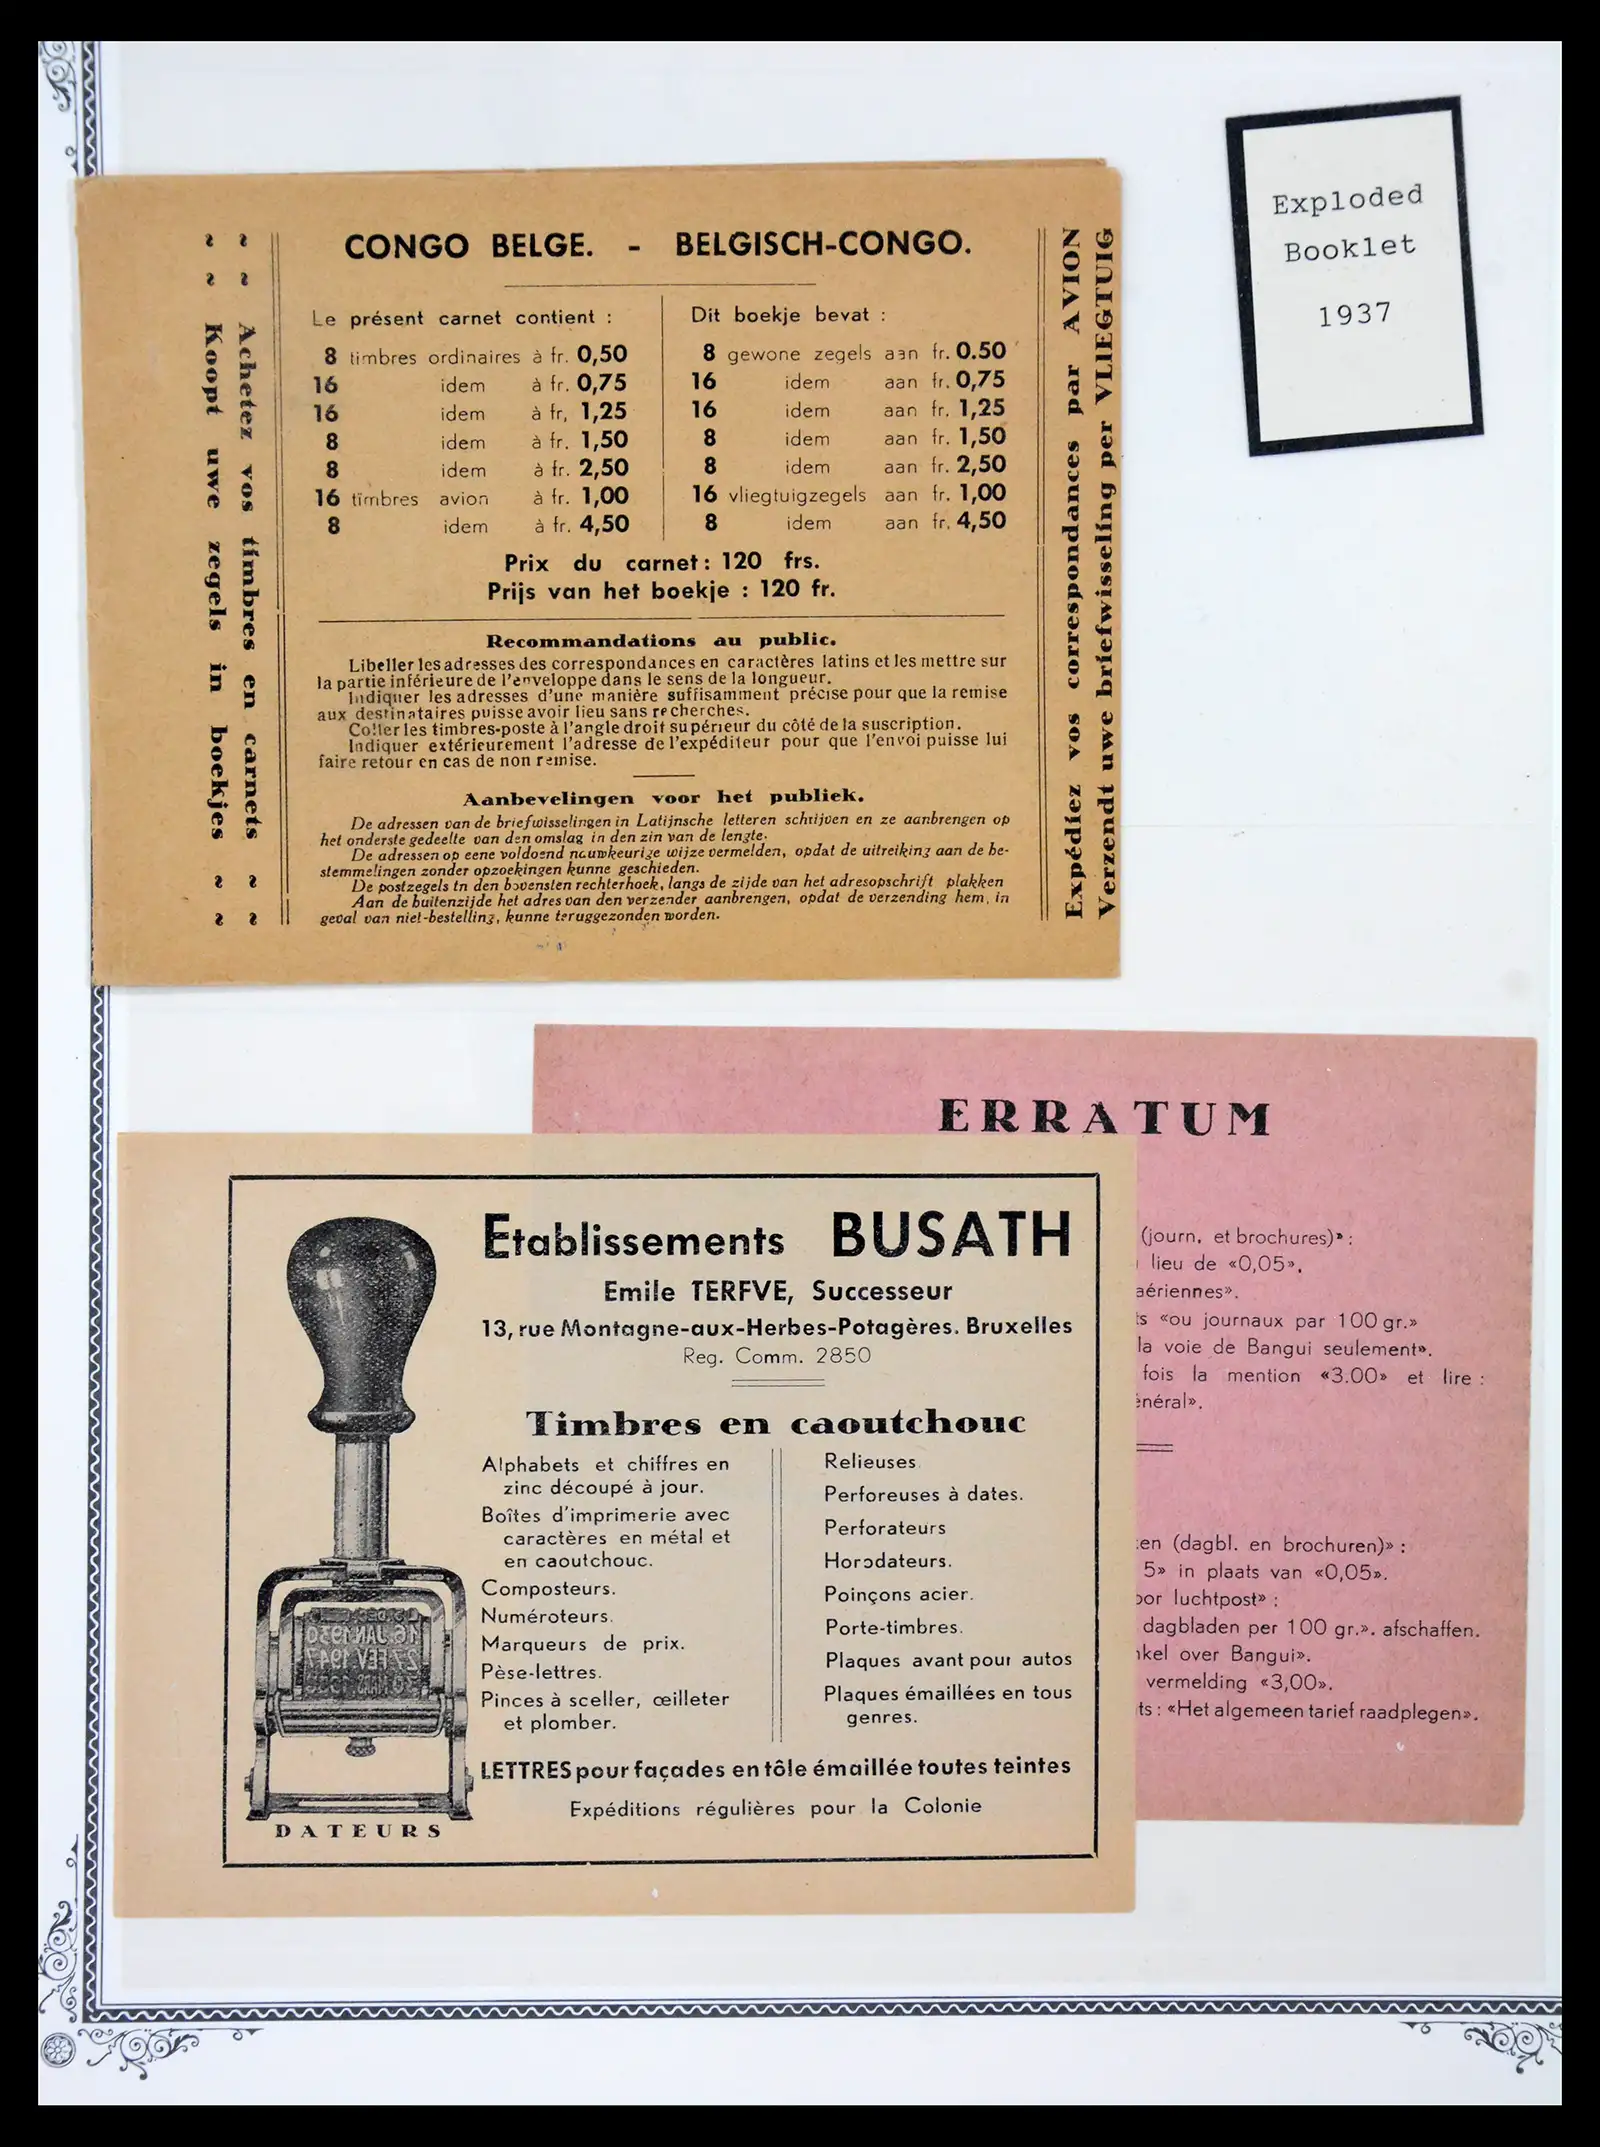 Exploded
Booklet
1937
Achetez vos timbres en carnets
Koopt uwe zegels in boekjes
CONGO BELGE. - BELGISCH-CONGO.
Le présent carnet contient :
8 timbres ordinaires à fr. 0,50
16 idem à fr. 0,75
16 idem à fr, 1,25
8 idem à fr. 1,50
8 idem à fr. 2,50
16 timbres avion à fr. 1,00
8 idem à fr. 4,50
Dit boekje bevat :
8 gewone zegels aan fr. 0.50
16 idem aan fr. 0,75
16 idem aan fr. 1,25
8 idem aan fr. 1,50
8 idem aan fr. 2,50
16 vliegtuigzegels aan fr. 1,00
8 idem aan fr. 4,50
Prix du carnet : 120 frs.
Prijs van het boekje : 120 fr.
Recommandations au public.
Libeller les adresses des correspondances en caractères latins et les mettre sur
la partie inférieure de l'enveloppe dans le sens de la longueur.
Indiquer les adresses d'une manière suffisamment précise pour que la remise
aux destinataires puisse avoir lieu sans recherches.
Coller les timbres-poste à l'angle droit supérieur du côté de la suscription.
Indiquer extérieurement l'adresse de l'expéditeur pour que l'envoi puisse lui
faire retour en cas de non remise.
Aanbevelingen voor het publiek.
De adressen van de briefwisselingen in Latijnsche letteren schrijven en ze aanbrengen op
het onderste gedeelte van den omslag in den zin van de lengte.
De adressen op eene voldoend nauwkeurige wijze vermelden, opdat de uitreiking aan de be-
stemmelingen zonder opzoekingen kunne geschieden.
De postzegels in den bovensten rechterhoek, langs de zijde van het adresopschrift plakken
Aan de buitenzijde het adres van den verzender aanbrengen, opdat de verzending hem, in
geval van niet-bestelling, kunne teruggezonden worden.
Expédiez vos correspondances par AVION
Verzendt uwe briefwisseling per VLIEGTUIG
ERRATUM
(journ. et brochures)» :
lieu de «0,05».
aériennes».
ts «ou journaux par 100 gr.»
la voie de Bangui seulement».
fois la mention «3.00» et lire :
énéral».
ten (dagbl. en brochuren)» :
5» in plaats van «0,05».
oor luchtpost» :
dagbladen per 100 gr.». afschaffen.
nkel over Bangui».
vermelding «3,00».
ts : «Het algemeen tarief raadplegen».
Etablissements BUSATH
Emile TERFVE, Successeur
13, rue Montagne-aux-Herbes-Potagères. Bruxelles
Reg. Comm. 2850
Timbres en caoutchouc
Alphabets et chiffres en
zinc découpé à jour.
Boîtes d'imprimerie avec
caractères en métal et
en caoutchouc.
Composteurs.
Numéroteurs.
Marqueurs de prix.
Pèse-lettres.
Pinces à sceller, œilleter
et plomber.
Relieuses
Perforeuses à dates.
Perforateurs
Horodateurs.
Poinçons acier.
Porte-timbres.
Plaques avant pour autos
Plaques émaillées en tous
genres.
LETTRES pour façades en tôle émaillée toutes teintes
Expéditions régulières pour la Colonie
16 JAN 1930
27 FEV 1947
DATEURS